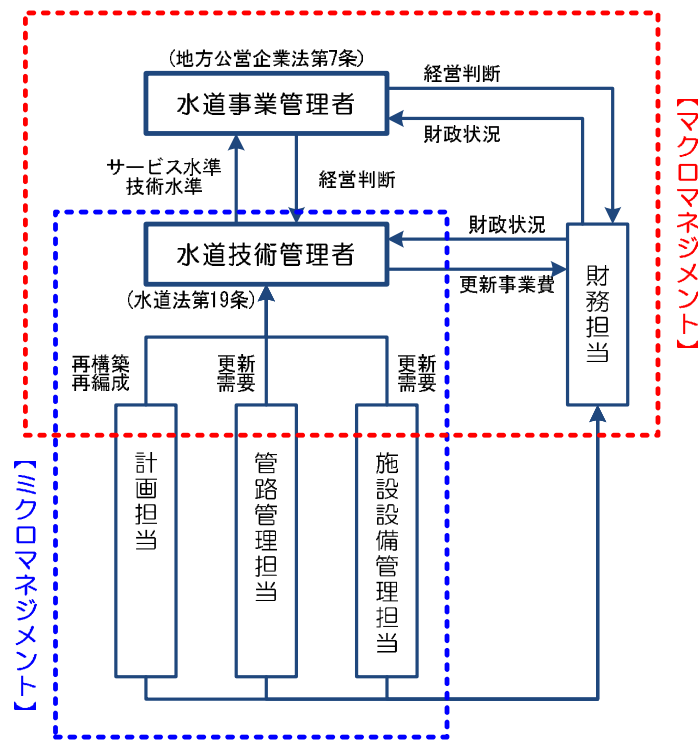 (地方公営企業法第7条)
経営判断
水道事業管理者
財政状況
【マクロマネジメント】
サービス水準
技術水準
経営判断
水道技術管理者
財政状況
更新事業費
財務担当
(水道法第19条)
再構築
再編成
更新
需要
更新
需要
計画担当
管路管理担当
施設設備管理担当
【ミクロマネジメント】